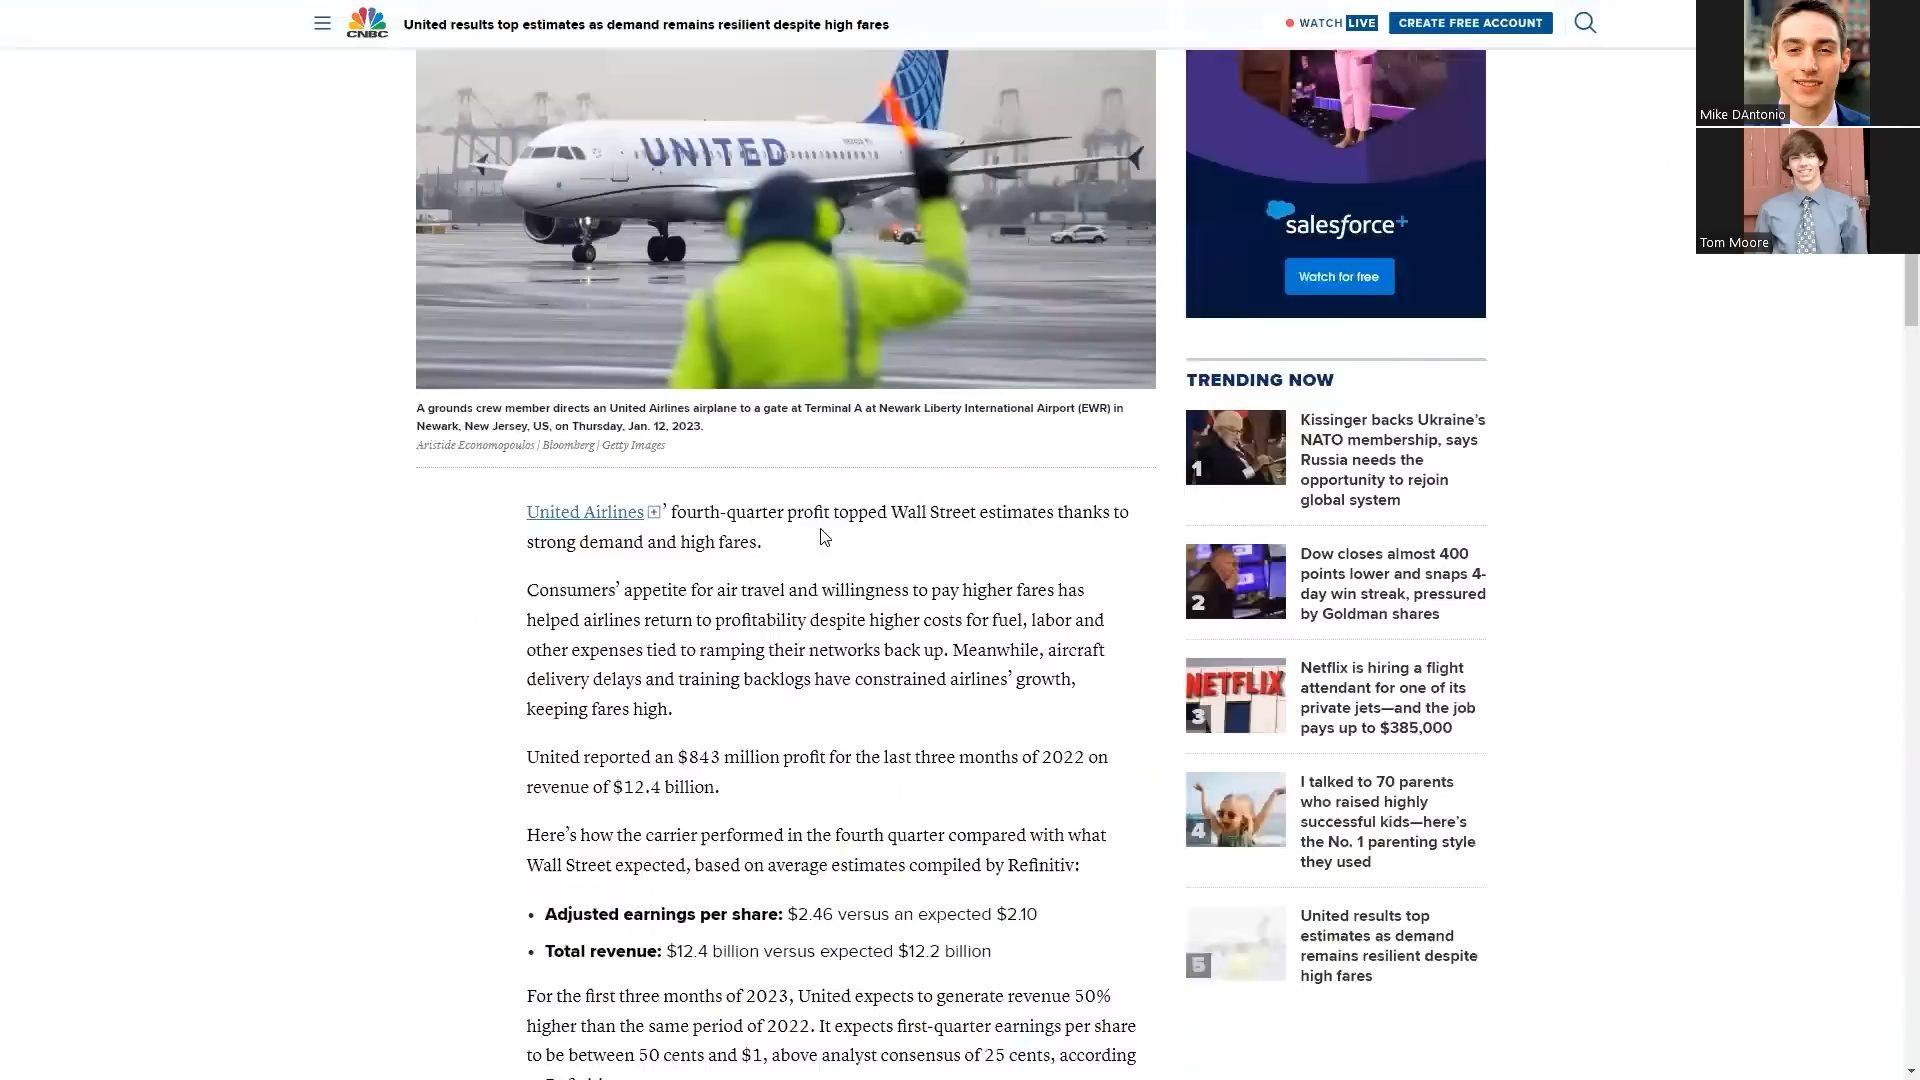 CNBC
United results top estimates as demand remains resilient despite high fares
WATCH LIVE
CREATE FREE ACCOUNT
Mike DAntonio
Tom Moore
UNITED
A grounds crew member directs an United Airlines airplane to a gate at Terminal A at Newark Liberty International Airport (EWR) in
Newark, New Jersey, US, on Thursday, Jan. 12, 2023.
Aristide Economopoulos | Bloomberg | Getty Images
United Airlines’ fourth-quarter profit topped Wall Street estimates thanks to
strong demand and high fares.
Consumers’ appetite for air travel and willingness to pay higher fares has
helped airlines return to profitability despite higher costs for fuel, labor and
other expenses tied to ramping their networks back up. Meanwhile, aircraft
delivery delays and training backlogs have constrained airlines’ growth,
keeping fares high.
United reported an $843 million profit for the last three months of 2022 on
revenue of $12.4 billion.
Here’s how the carrier performed in the fourth quarter compared with what
Wall Street expected, based on average estimates compiled by Refinitiv:
• Adjusted earnings per share: $2.46 versus an expected $2.10
• Total revenue: $12.4 billion versus expected $12.2 billion
For the first three months of 2023, United expects to generate revenue 50%
higher than the same period of 2022. It expects first-quarter earnings per share
to be between 50 cents and $1, above analyst consensus of 25 cents, according
salesforce+
Watch for free
TRENDING NOW
1
Kissinger backs Ukraine’s
NATO membership, says
Russia needs the
opportunity to rejoin
global system
2
Dow closes almost 400
points lower and snaps 4-
day win streak, pressured
by Goldman shares
NETFLIX
3
Netflix is hiring a flight
attendant for one of its
private jets—and the job
pays up to $385,000
4
I talked to 70 parents
who raised highly
successful kids—here’s
the No. 1 parenting style
they used
5
United results top
estimates as demand
remains resilient despite
high fares